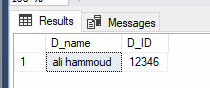 Results Messages
D_name D_ID
1 ali hammoud 12346